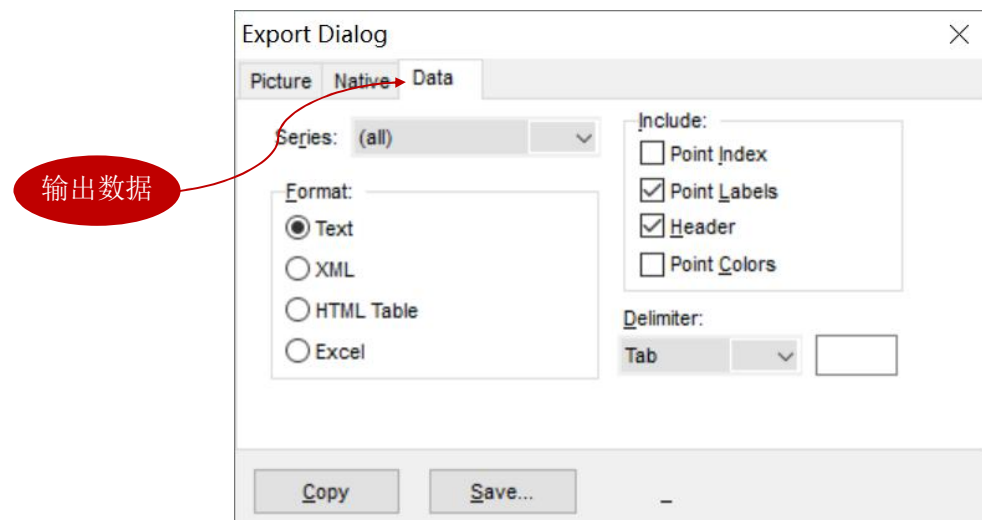 Export Dialog
Picture Native Data
Series: (all)
输出数据
Format:
Text
XML
HTML Table
Excel
Include:
Point Index
Point Labels
Header
Point Colors
Delimiter:
Tab
Copy Save...